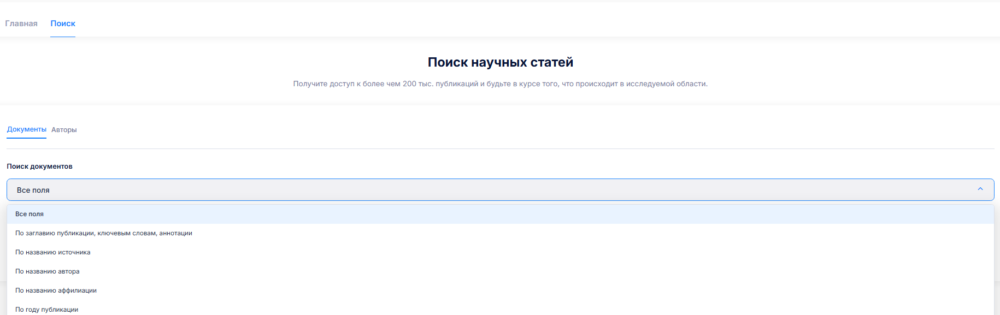 Главная Поиск
Поиск научных статей
Получите доступ к более чем 200 тыс. публикаций и будьте в курсе того, что происходит в исследуемой области.
Документы Авторы
Поиск документов
Все поля
Все поля
По заглавию публикации, ключевым словам, аннотации
По названию источника
По названию автора
По названию аффилиации
По году публикации